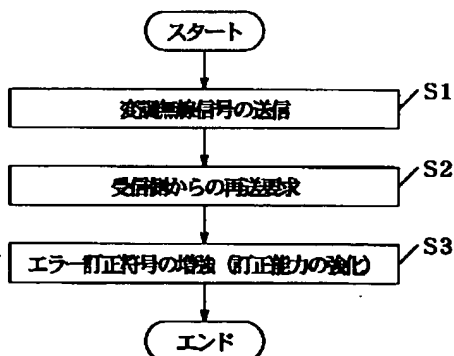 スタート
変調無線信号の送信
S1
受信側からの再送要求
S2
エラー訂正符号の増強(訂正能力の強化)
S3
エンド